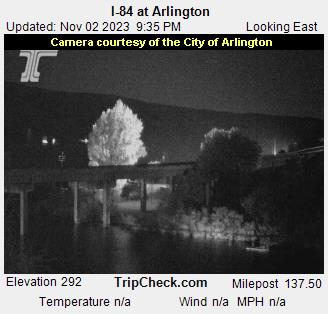 I-84 at Arlington
Updated: Nov 02 2023 9:35 PM Looking East
Camera courtesy of the City of Arlington
Elevation 292 TripCheck.com Milepost 137.50
Temperature n/a Wind n/a MPH n/a